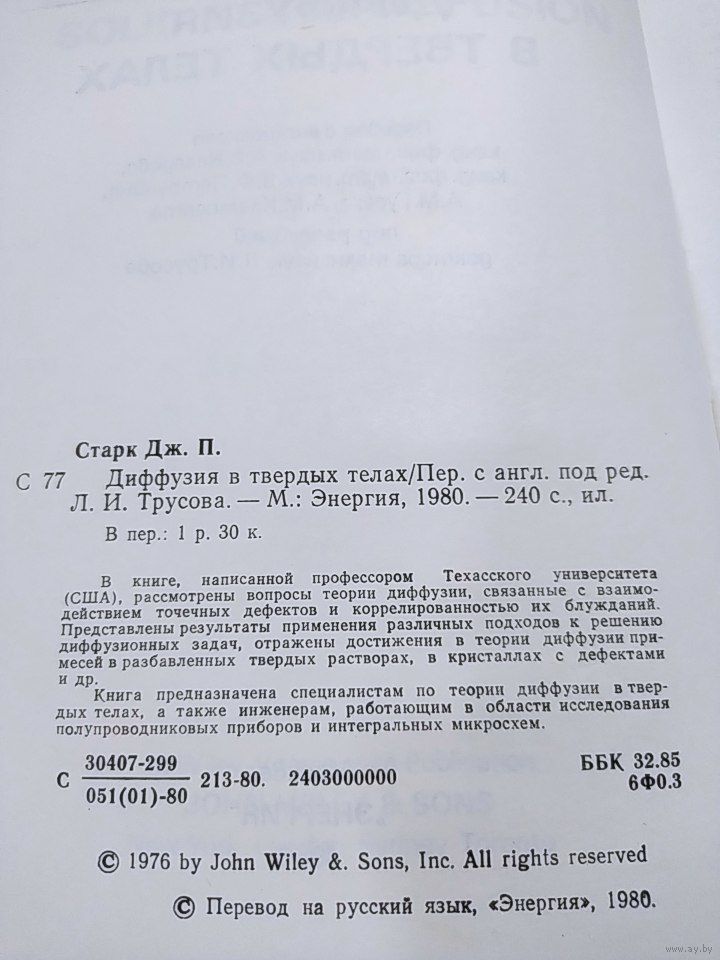 Старк Дж. П.
С 77 Диффузия в твердых телах/Пер. с англ. под ред.
Л. И. Трусова. — М.: Энергия, 1980. — 240 с., ил.
В пер.: 1 р. 30 к.
В книге, написанной профессором Техасского университета
(США), рассмотрены вопросы теории диффузии, связанные с взаимо-
действием точечных дефектов и коррелированностью их блужданий.
Представлены результаты применения различных подходов к решению
диффузионных задач, отражены достижения в теории диффузии при-
месей в разбавленных твердых растворах, в кристаллах с дефектами
и др.
Книга предназначена специалистам по теории диффузии в твер-
дых телах, а также инженерам, работающим в области исследования
полупроводниковых приборов и интегральных микросхем.
С 30407-299
051(01)-80 213-80. 2403000000
ББК 32.85
6Ф0.3
© 1976 by John Wiley &. Sons, Inc. All rights reserved
© Перевод на русский язык, «Энергия», 1980.
www.ay.by